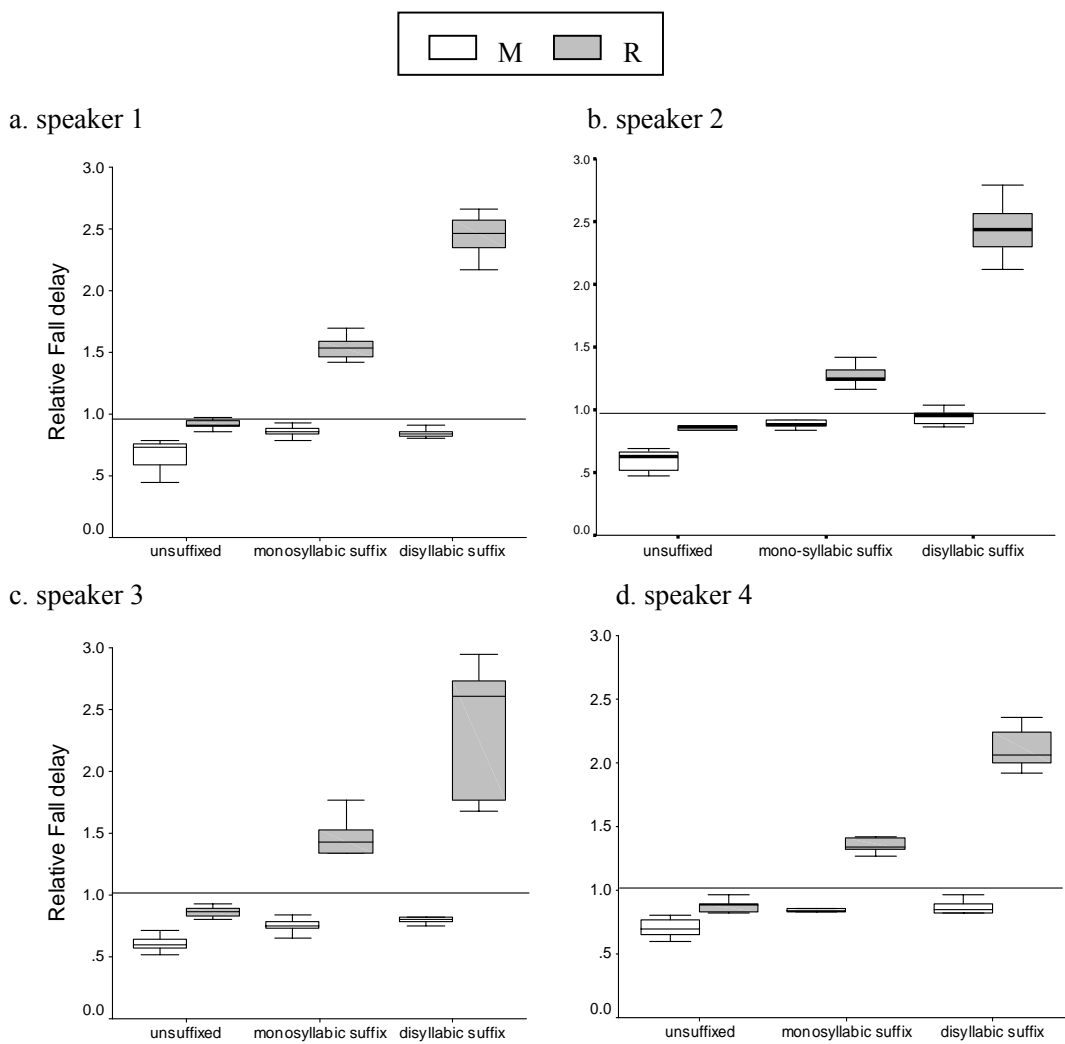 M R
a. speaker 1
b. speaker 2
Relative Fall delay
3.0
2.5
2.0
1.5
1.0
.5
0.0
unsuffixed monosyllabic suffix disyllabic suffix
3.0
2.5
2.0
1.5
1.0
.5
0.0
unsuffixed mono-syllabic suffix disyllabic suffix
c. speaker 3
d. speaker 4
Relative Fall delay
3.0
2.5
2.0
1.5
1.0
.5
0.0
unsuffixed monosyllabic suffix disyllabic suffix
3.0
2.5
2.0
1.5
1.0
.5
0.0
unsuffixed monosyllabic suffix disyllabic suffix